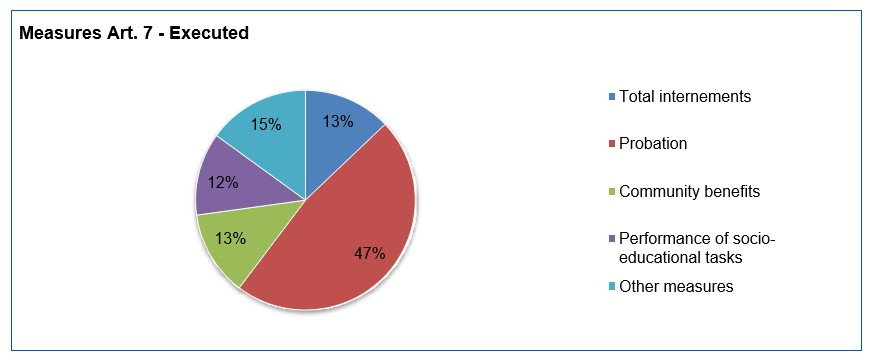 Measures Art. 7 - Executed
13%
47%
13%
12%
15%
Total internements
Probation
Community benefits
Performance of socio-
educational tasks
Other measures